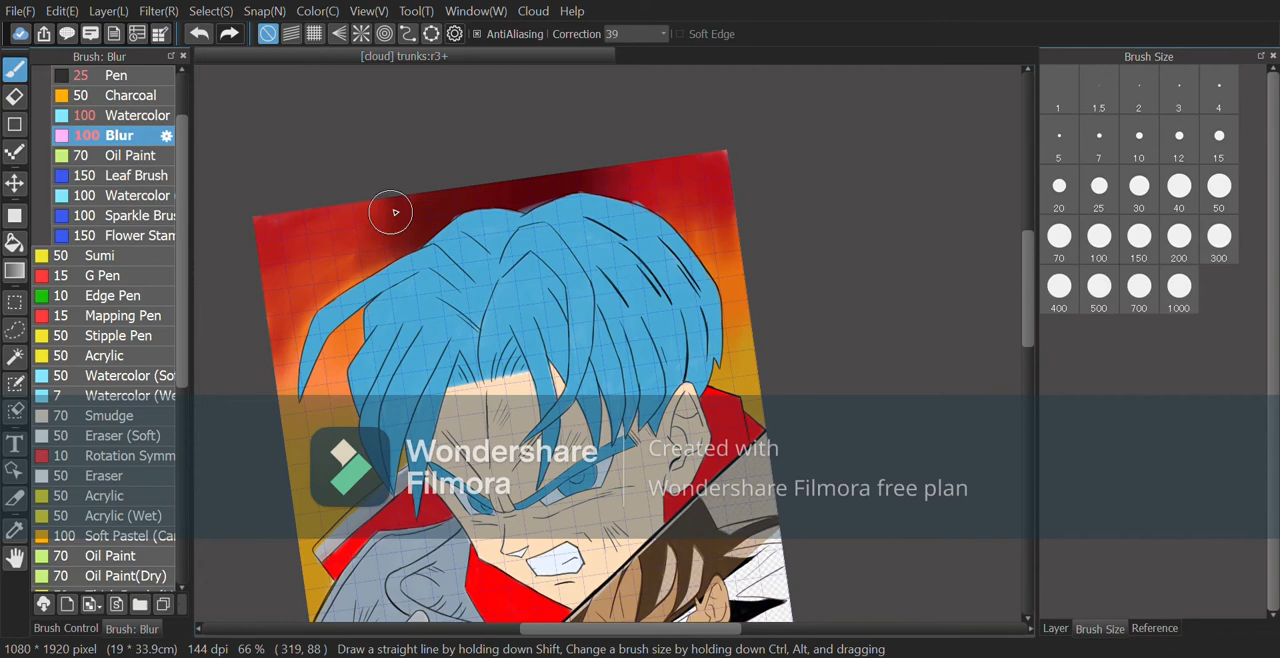 File(F) Edit(E) Layer(L) Filter(R) Select(S) Snap(N) Color(C) View(V) Tool(T) Window(W) Cloud Help
AntiAliasing Correction 39 Soft Edge
Brush: Blur
[cloud] trunks:r3+
Brush Size
25 Pen
50 Charcoal
100 Watercolor
100 Blur
70 Oil Paint
150 Leaf Brush
100 Watercolor
100 Sparkle Brus
150 Flower Stam
50 Sumi
15 G Pen
10 Edge Pen
15 Mapping Pen
50 Stipple Pen
50 Acrylic
50 Watercolor (So
7 Watercolor (We
70 Smudge
50 Eraser (Soft)
10 Rotation Symm
50 Eraser
50 Acrylic
50 Acrylic (Wet)
100 Soft Pastel (Can
70 Oil Paint
70 Oil Paint(Dry)
1 1.5 2 3 4
5 7 10 12 15
20 25 30 40 50
70 100 150 200 300
400 500 700 1000
Wondershare
Filmora
Created with
Wondershare Filmora free plan
Brush Control Brush: Blur
Layer Brush Size Reference
1080 * 1920 pixel (19 * 33.9cm) 144 dpi 66 % ( 319, 88 ) Draw a straight line by holding down Shift, Change a brush size by holding down Ctrl, Alt, and dragging